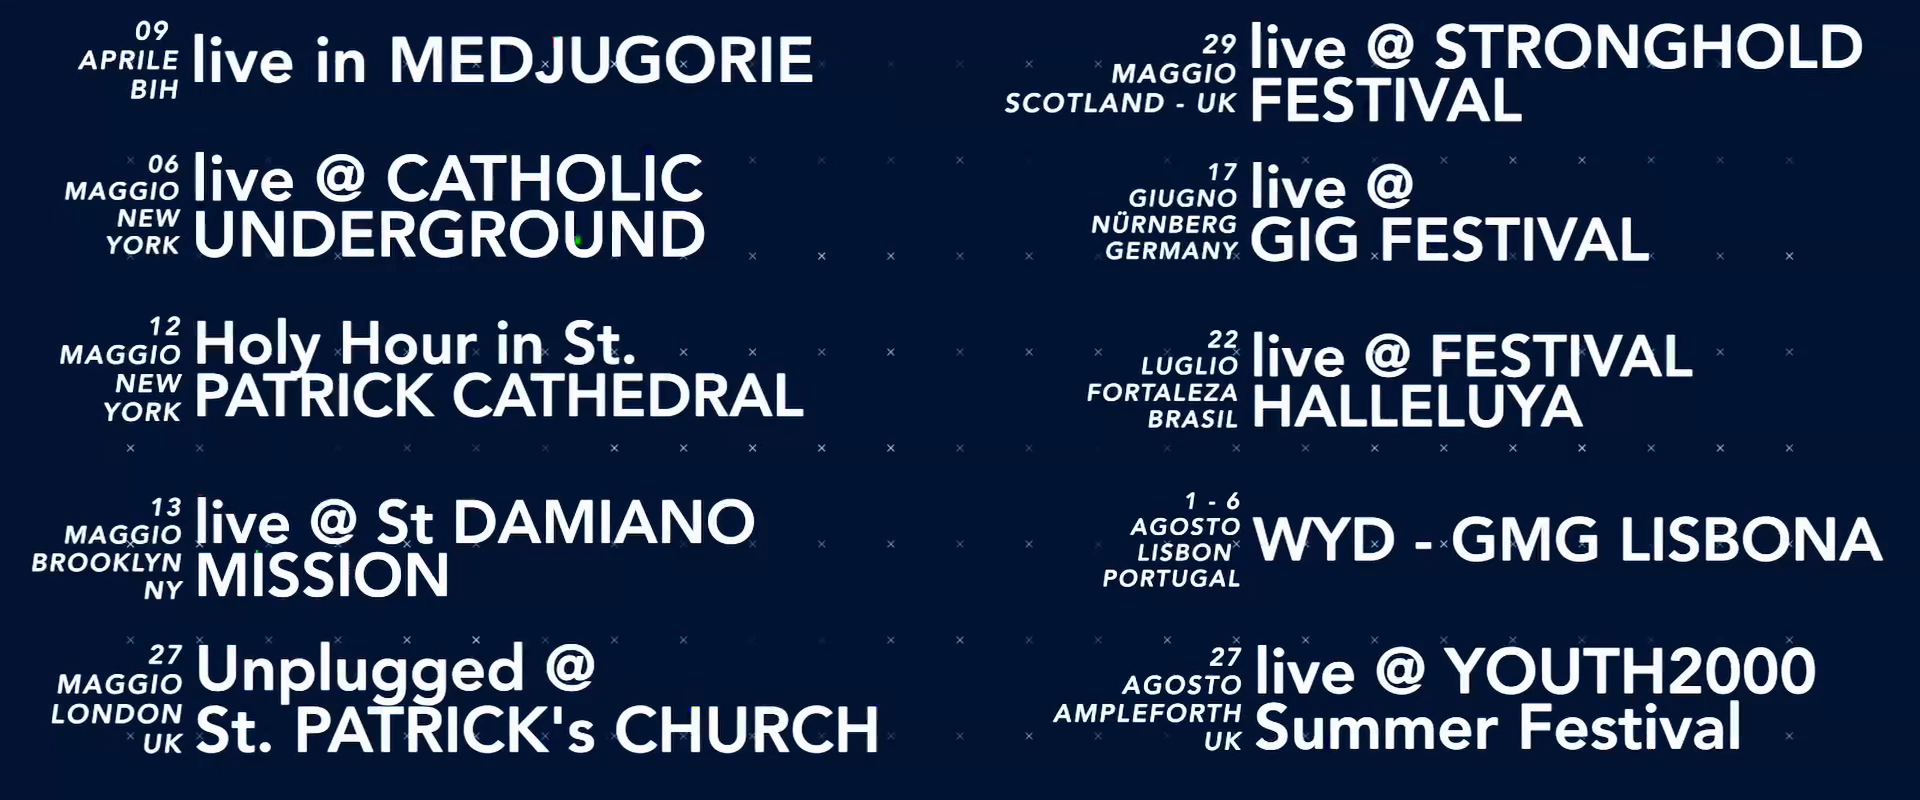 09
APRILE
BIH
live in MEDJUGORIE
06
MAGGIO
NEW
YORK
live @ CATHOLIC
UNDERGROUND
12
MAGGIO
NEW
YORK
Holy Hour in St.
PATRICK CATHEDRAL
13
MAGGIO
BROOKLYN
NY
live @ St DAMIANO
MISSION
27
MAGGIO
LONDON
UK
Unplugged @
St. PATRICK's CHURCH
29
MAGGIO
SCOTLAND - UK
live @ STRONGHOLD
FESTIVAL
17
GIUGNO
NÜRNBERG
GERMANY
live @
GIG FESTIVAL
22
LUGLIO
FORTALEZA
BRASIL
live @ FESTIVAL
HALLELUYA
1 - 6
AGOSTO
LISBON
PORTUGAL
WYD - GMG LISBONA
27
AGOSTO
AMPLEFORTH
UK
live @ YOUTH2000
Summer Festival